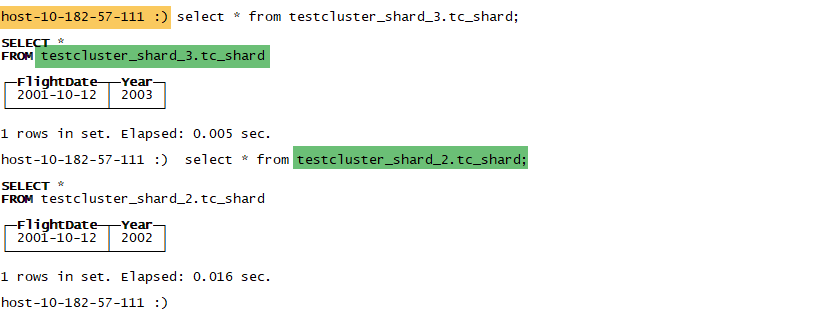 host-10-182-57-111 :) select * from testcluster_shard_3.tc_shard;
SELECT *
FROM testcluster_shard_3.tc_shard
FlightDate Year
2001-10-12 2003
1 rows in set. Elapsed: 0.005 sec.
host-10-182-57-111 :) select * from testcluster_shard_2.tc_shard;
SELECT *
FROM testcluster_shard_2.tc_shard
FlightDate Year
2001-10-12 2002
1 rows in set. Elapsed: 0.016 sec.
host-10-182-57-111 :)